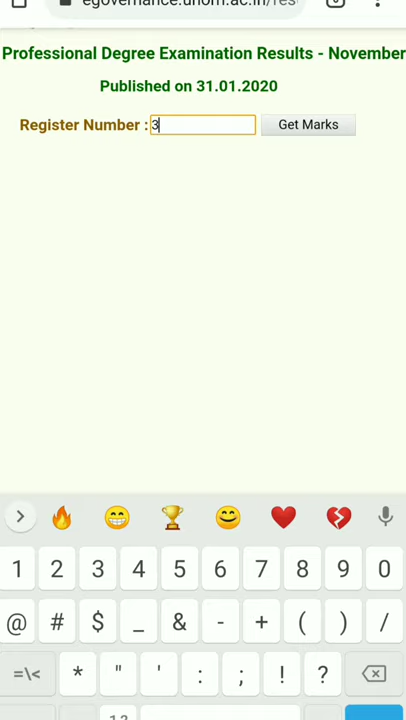 egovernance.unom.ac.in/res
Professional Degree Examination Results - November
Published on 31.01.2020
Register Number : 3 Get Marks
1 2 3 4 5 6 7 8 9 0
@ # $ _ & - + ( ) /
=\< * " ' : ; ! ?